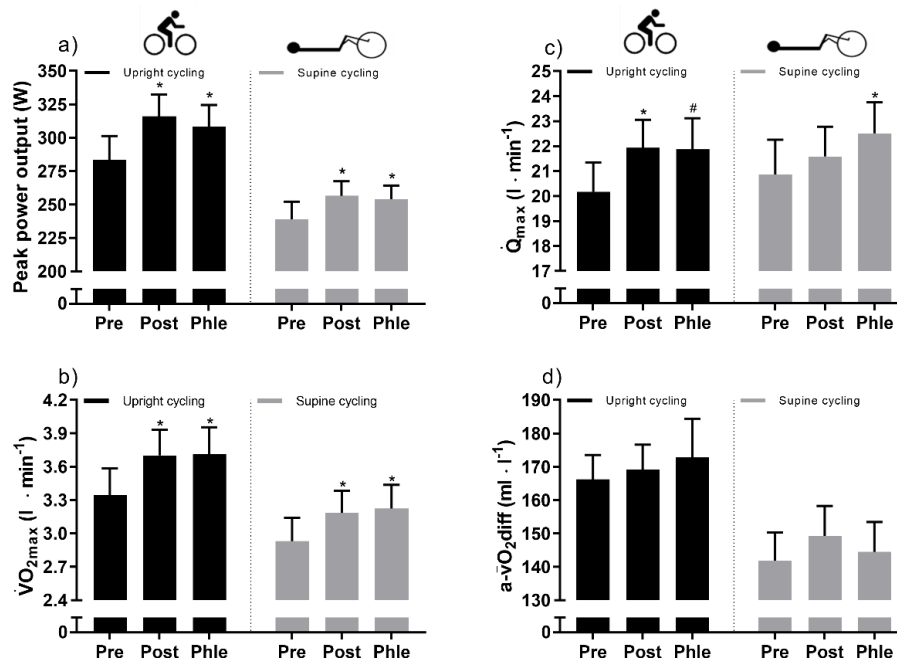 a)
Upright cycling
Supine cycling
Peak power output (W)
350
325
300
275
250
225
200
0
Pre Post Phle Pre Post Phle
* * * *
c)
Upright cycling
Supine cycling
Q̇max (l · min-1)
25
24
23
22
21
20
19
18
17
0
Pre Post Phle Pre Post Phle
* # *
b)
Upright cycling
Supine cycling
V̇O2max (l · min-1)
4.2
3.9
3.6
3.3
3.0
2.7
2.4
0
Pre Post Phle Pre Post Phle
* * * *
d)
Upright cycling
Supine cycling
a-v̄O2diff (ml · l-1)
190
180
170
160
150
140
130
0
Pre Post Phle Pre Post Phle